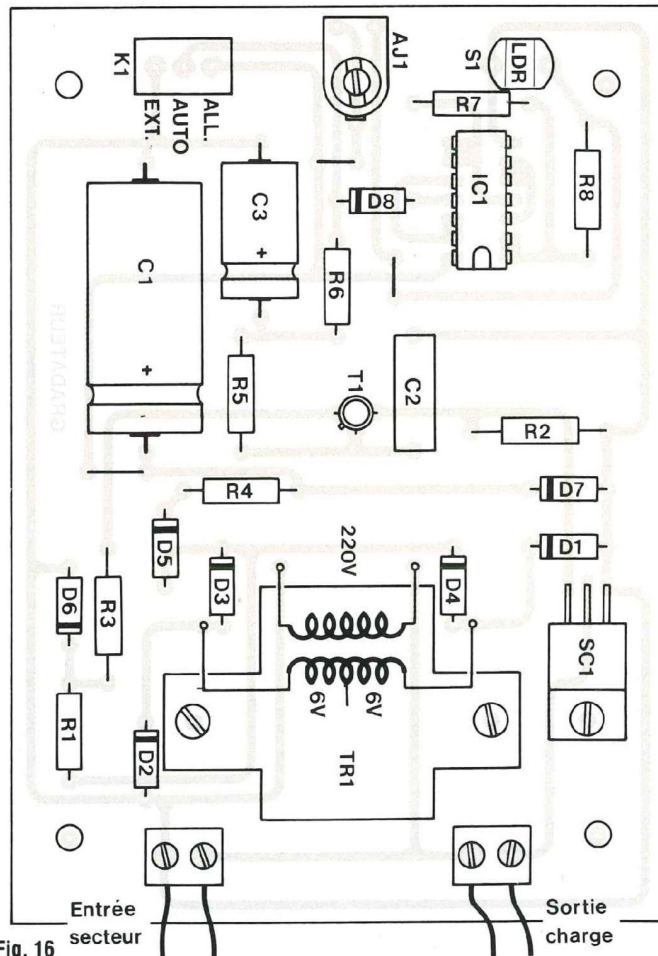 K1
EXT.
AUTO
ALL.
AJ1
S1
LDR
R7
IC1
R8
C1
+
C3
+
D8
R6
R5
T1
C2
R2
R4
D7
D1
220V
D5
D3
D4
D6
R3
SC1
6V
6V
R1
D2
TR1
GRADATEUR
Entrée
secteur
Sortie
charge
Fig. 16